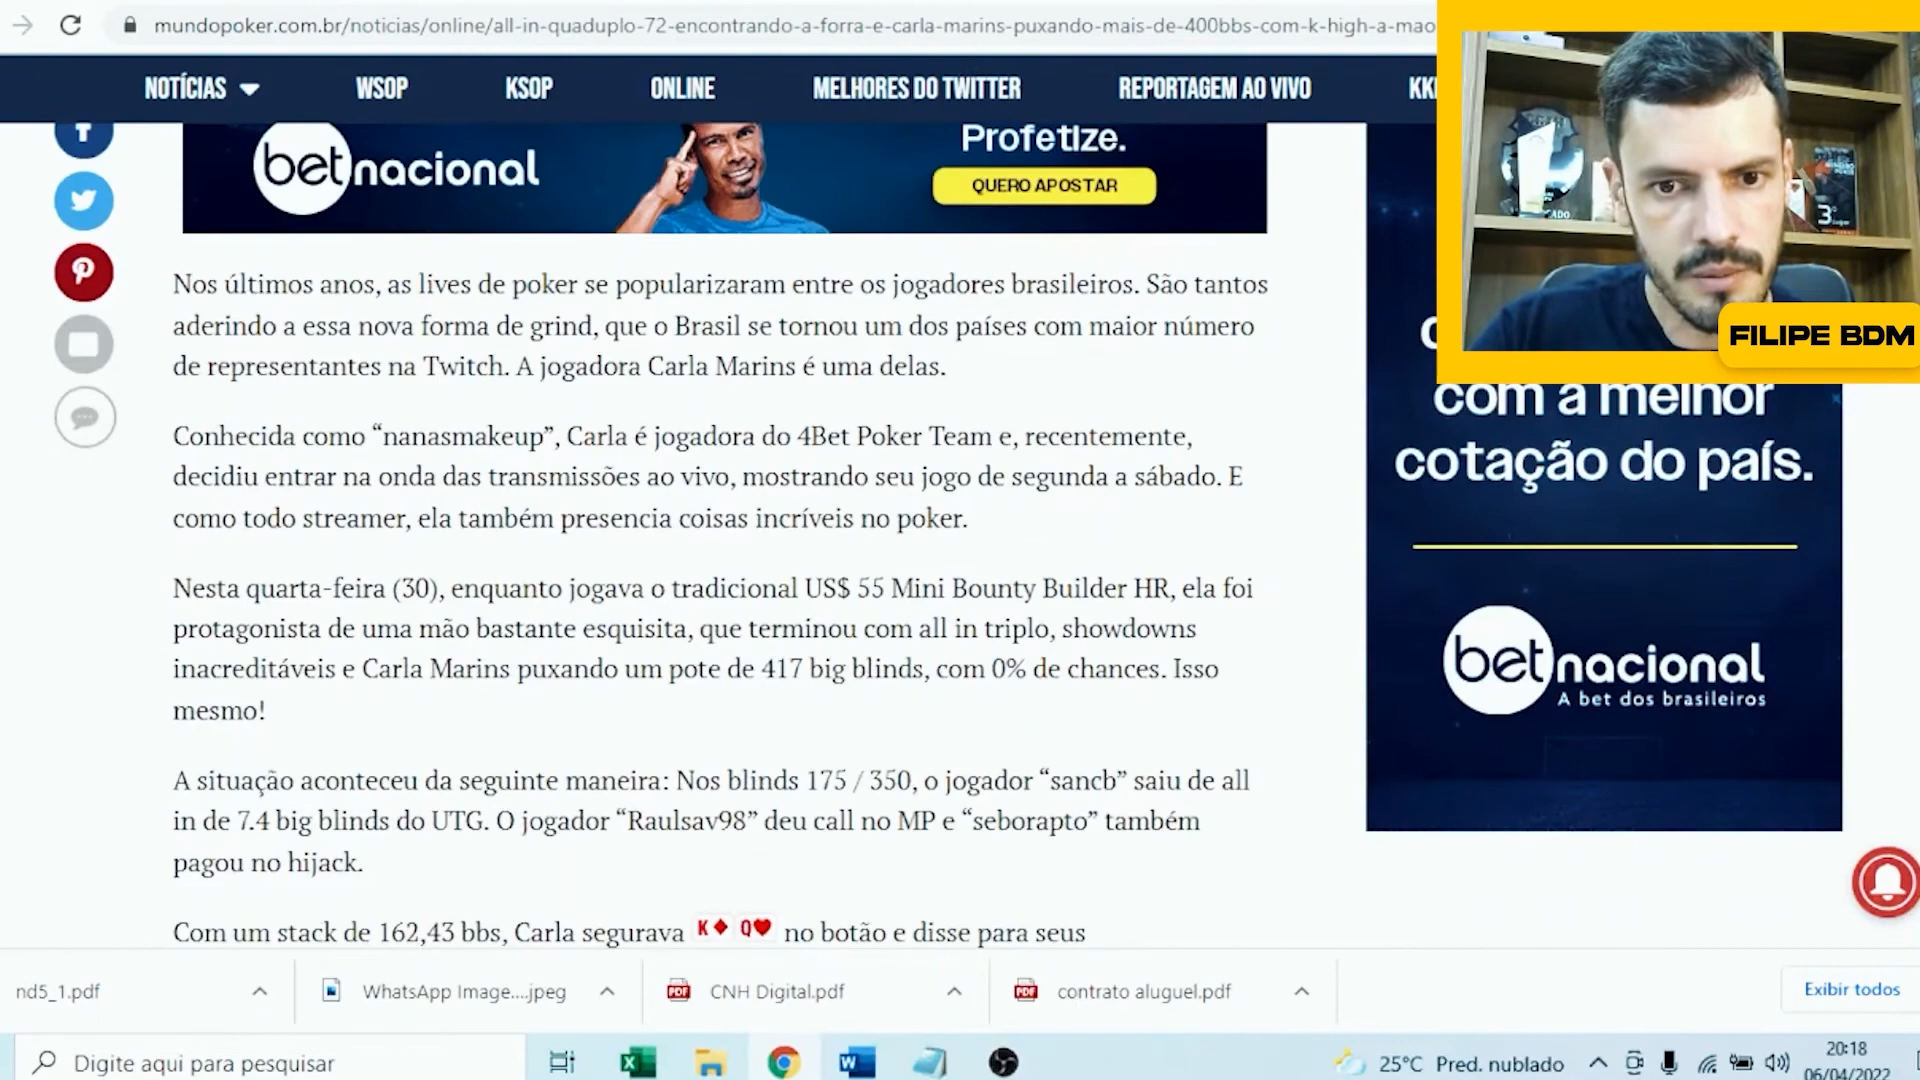 mundopoker.com.br/noticias/online/all-in-quaduplo-72-encontrando-a-forra-e-carla-marins-puxando-mais-de-400bbs-com-k-high-a-mao
NOTÍCIAS WSOP KSOP ONLINE MELHORES DO TWITTER REPORTAGEM AO VIVO
betnacional
Profetize.
QUERO APOSTAR
3º
FILIPE BDM
Nos últimos anos, as lives de poker se popularizaram entre os jogadores brasileiros. São tantos
aderindo a essa nova forma de grind, que o Brasil se tornou um dos países com maior número
de representantes na Twitch. A jogadora Carla Marins é uma delas.
Conhecida como “nanasmakeup”, Carla é jogadora do 4Bet Poker Team e, recentemente,
decidiu entrar na onda das transmissões ao vivo, mostrando seu jogo de segunda a sábado. E
como todo streamer, ela também presencia coisas incríveis no poker.
Nesta quarta-feira (30), enquanto jogava o tradicional US$ 55 Mini Bounty Builder HR, ela foi
protagonista de uma mão bastante esquisita, que terminou com all in triplo, showdowns
inacreditáveis e Carla Marins puxando um pote de 417 big blinds, com 0% de chances. Isso
mesmo!
A situação aconteceu da seguinte maneira: Nos blinds 175 / 350, o jogador “sancb” saiu de all
in de 7.4 big blinds do UTG. O jogador “Raulsav98” deu call no MP e “seborapto” também
pagou no hijack.
Com um stack de 162,43 bbs, Carla segurava K♦ Q♥ no botão e disse para seus
com a melhor
cotação do país.
betnacional
A bet dos brasileiros
nd5_1.pdf
WhatsApp Image....jpeg
CNH Digital.pdf
contrato aluguel.pdf
Exibir todos
Digite aqui para pesquisar
25°C Pred. nublado
20:18
06/04/2022